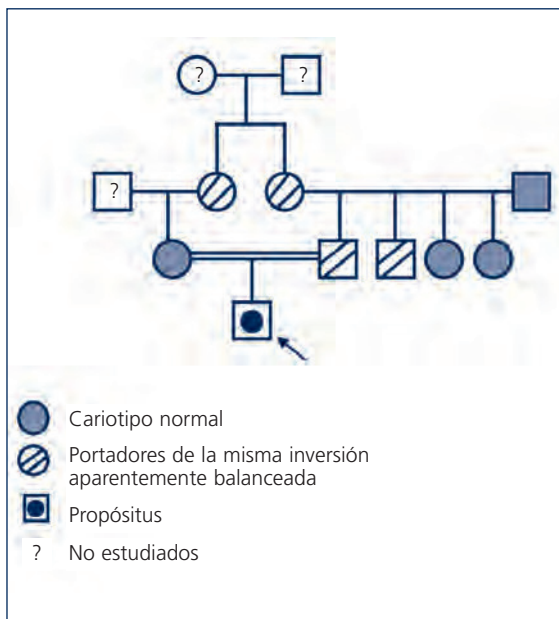 ? ?
?
Cariotipo normal
Portadores de la misma inversión
aparentemente balanceada
Propósitus
? No estudiados